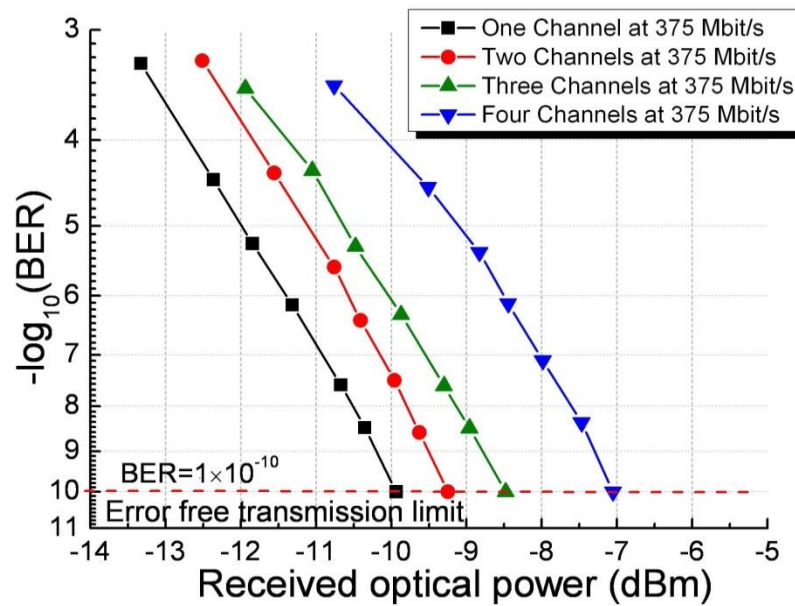 One Channel at 375 Mbit/s
Two Channels at 375 Mbit/s
Three Channels at 375 Mbit/s
Four Channels at 375 Mbit/s
-log₁₀(BER)
3
4
5
6
7
8
9
10
11
BER=1×10⁻¹⁰
Error free transmission limit
-14 -13 -12 -11 -10 -9 -8 -7 -6 -5
Received optical power (dBm)